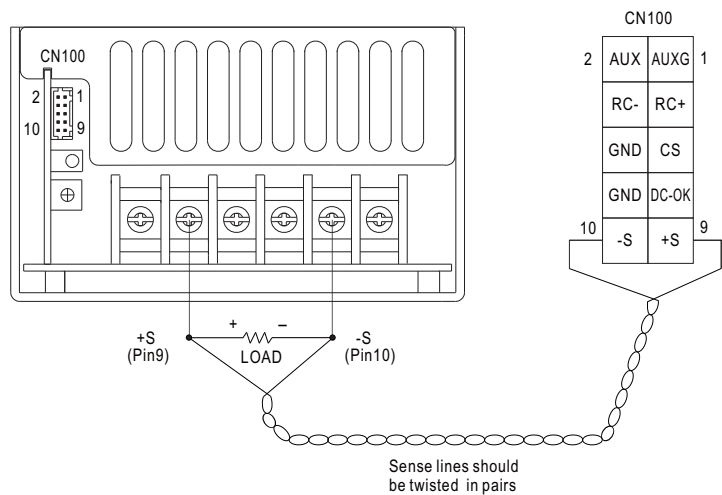 CN100
2 1
10 9
+ –
+S
(Pin9)
LOAD
-S
(Pin10)
CN100
2 AUX AUXG 1
RC- RC+
GND CS
GND DC-OK
10 -S +S 9
Sense lines should
be twisted in pairs